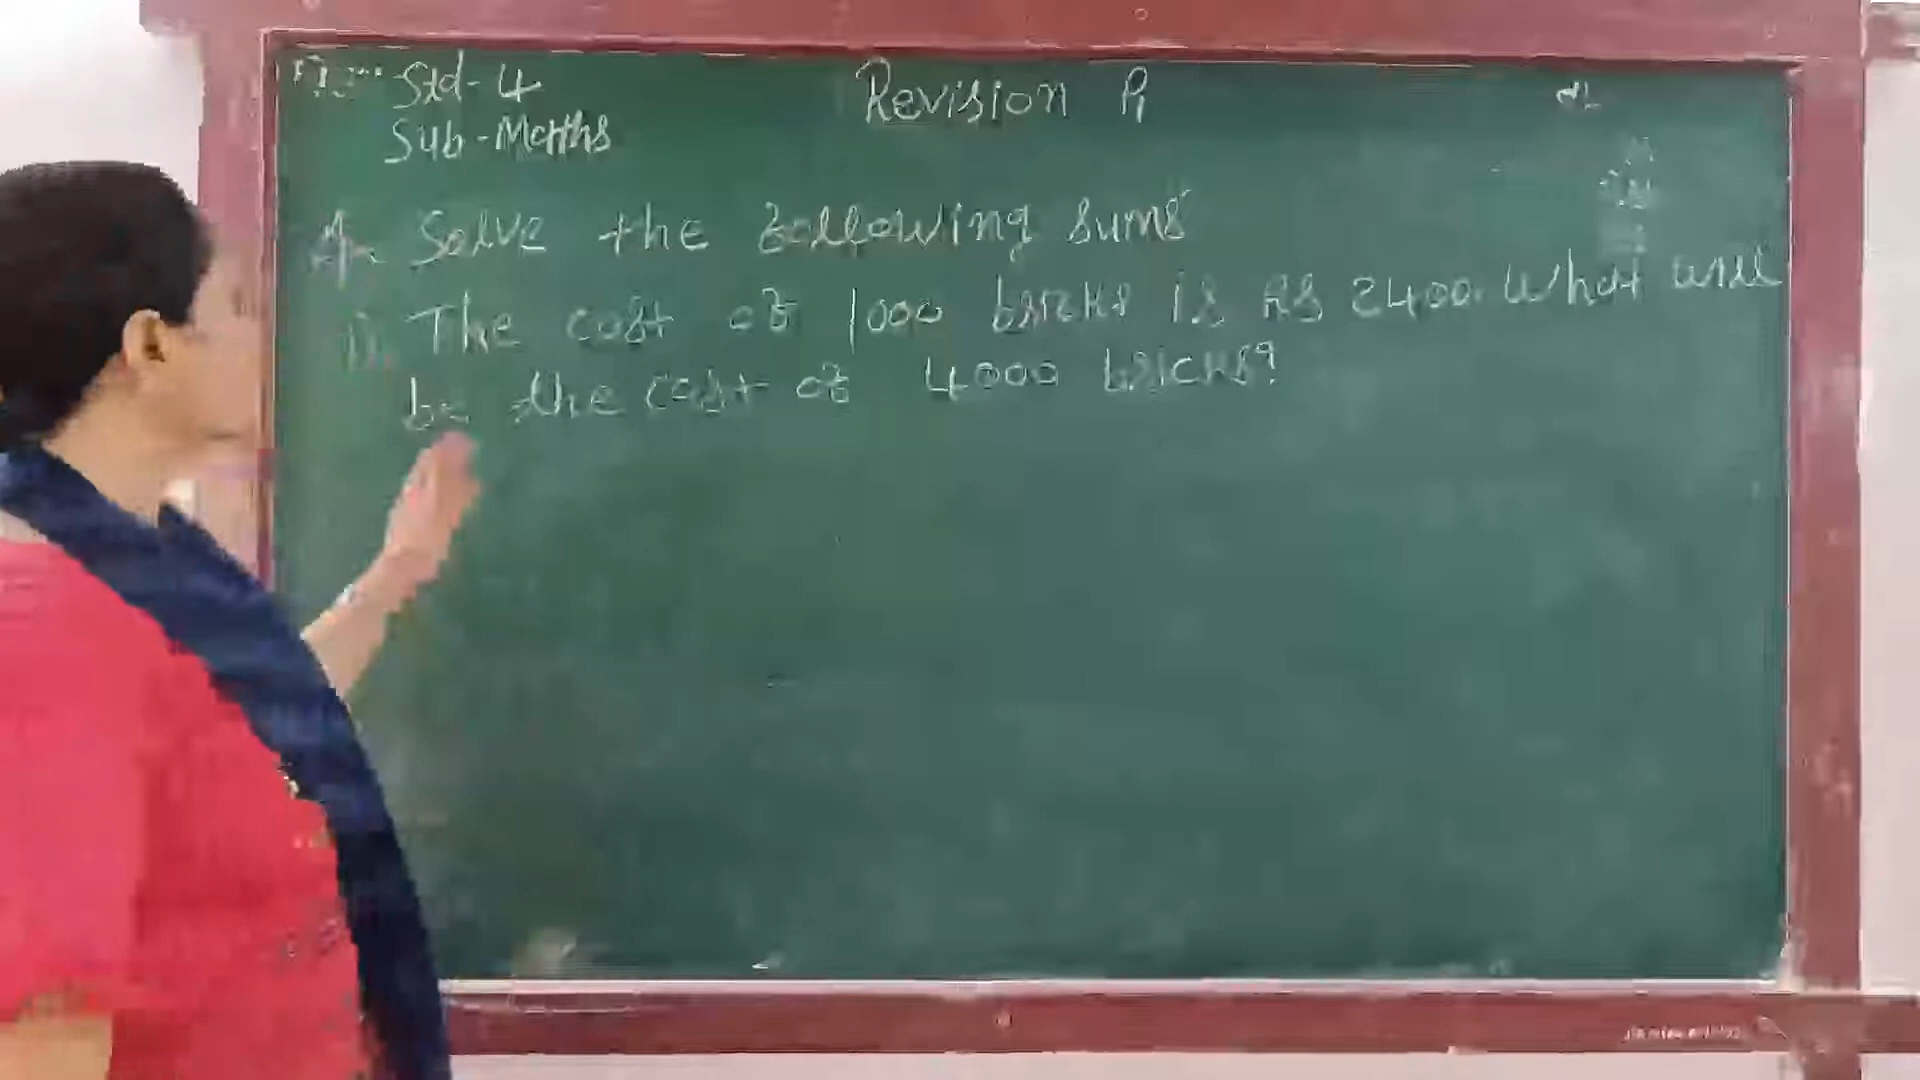 Std-4
Revision P1
Sub-Maths
Solve the following sums
1). The cost of 1000 bricks is Rs 2400. What will
be the cost of 4000 bricks?